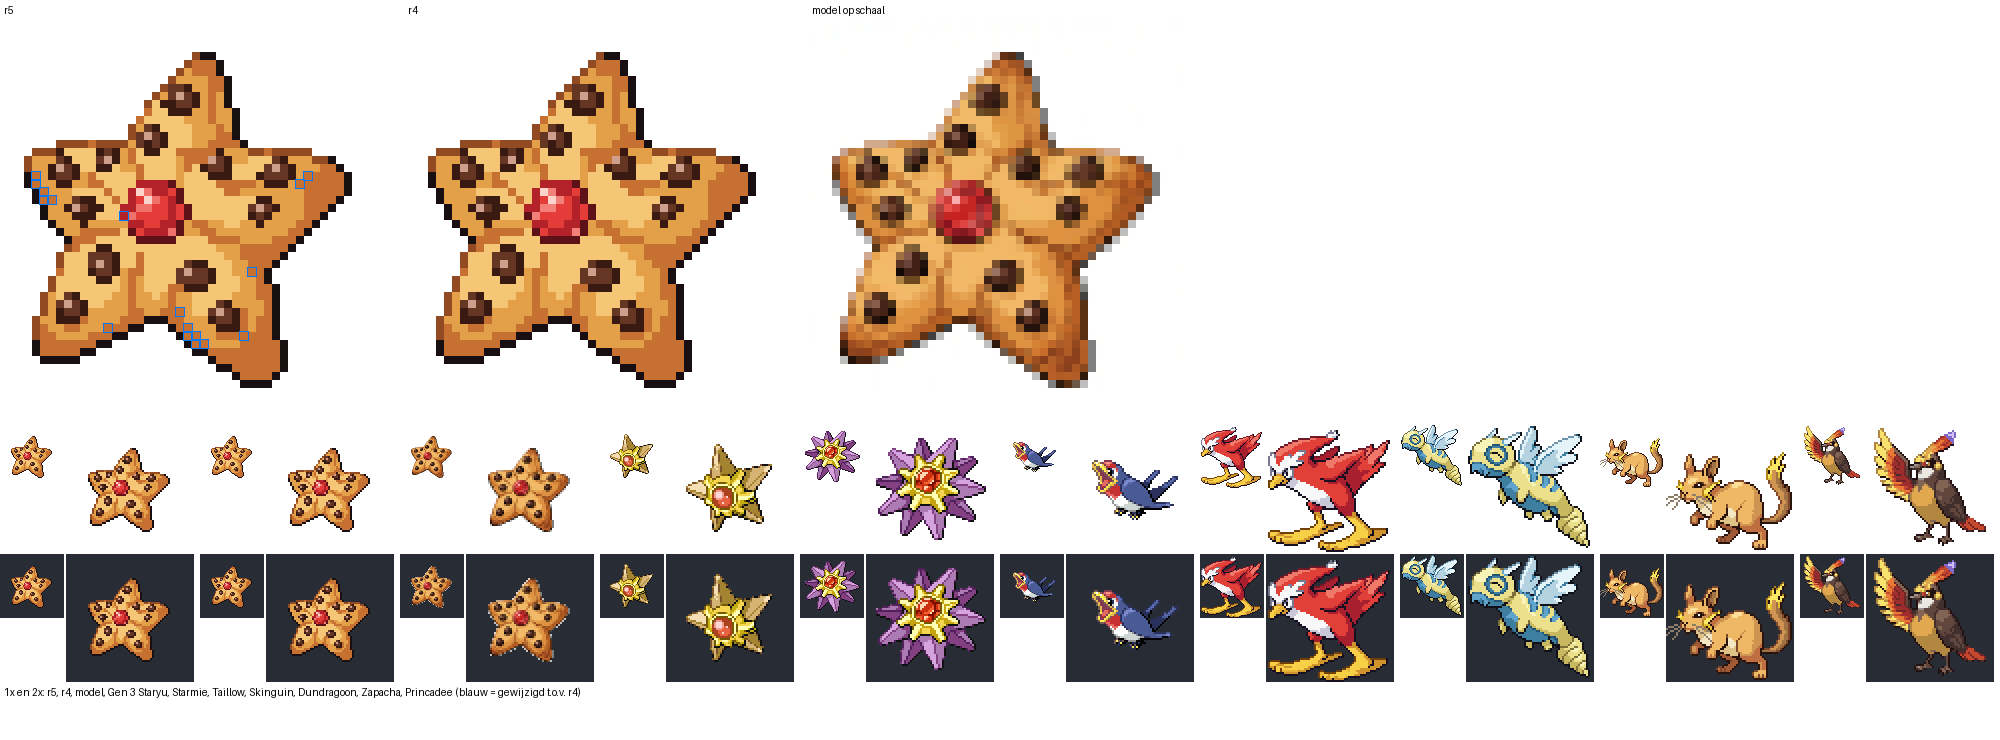 r5
r4
model op schaal
1x en 2x: r5, r4, model, Gen 3 Staryu, Starmie, Taillow, Skinguin, Dundragoon, Zapacha, Princadee (blauw = gewijzigd t.o.v. r4)